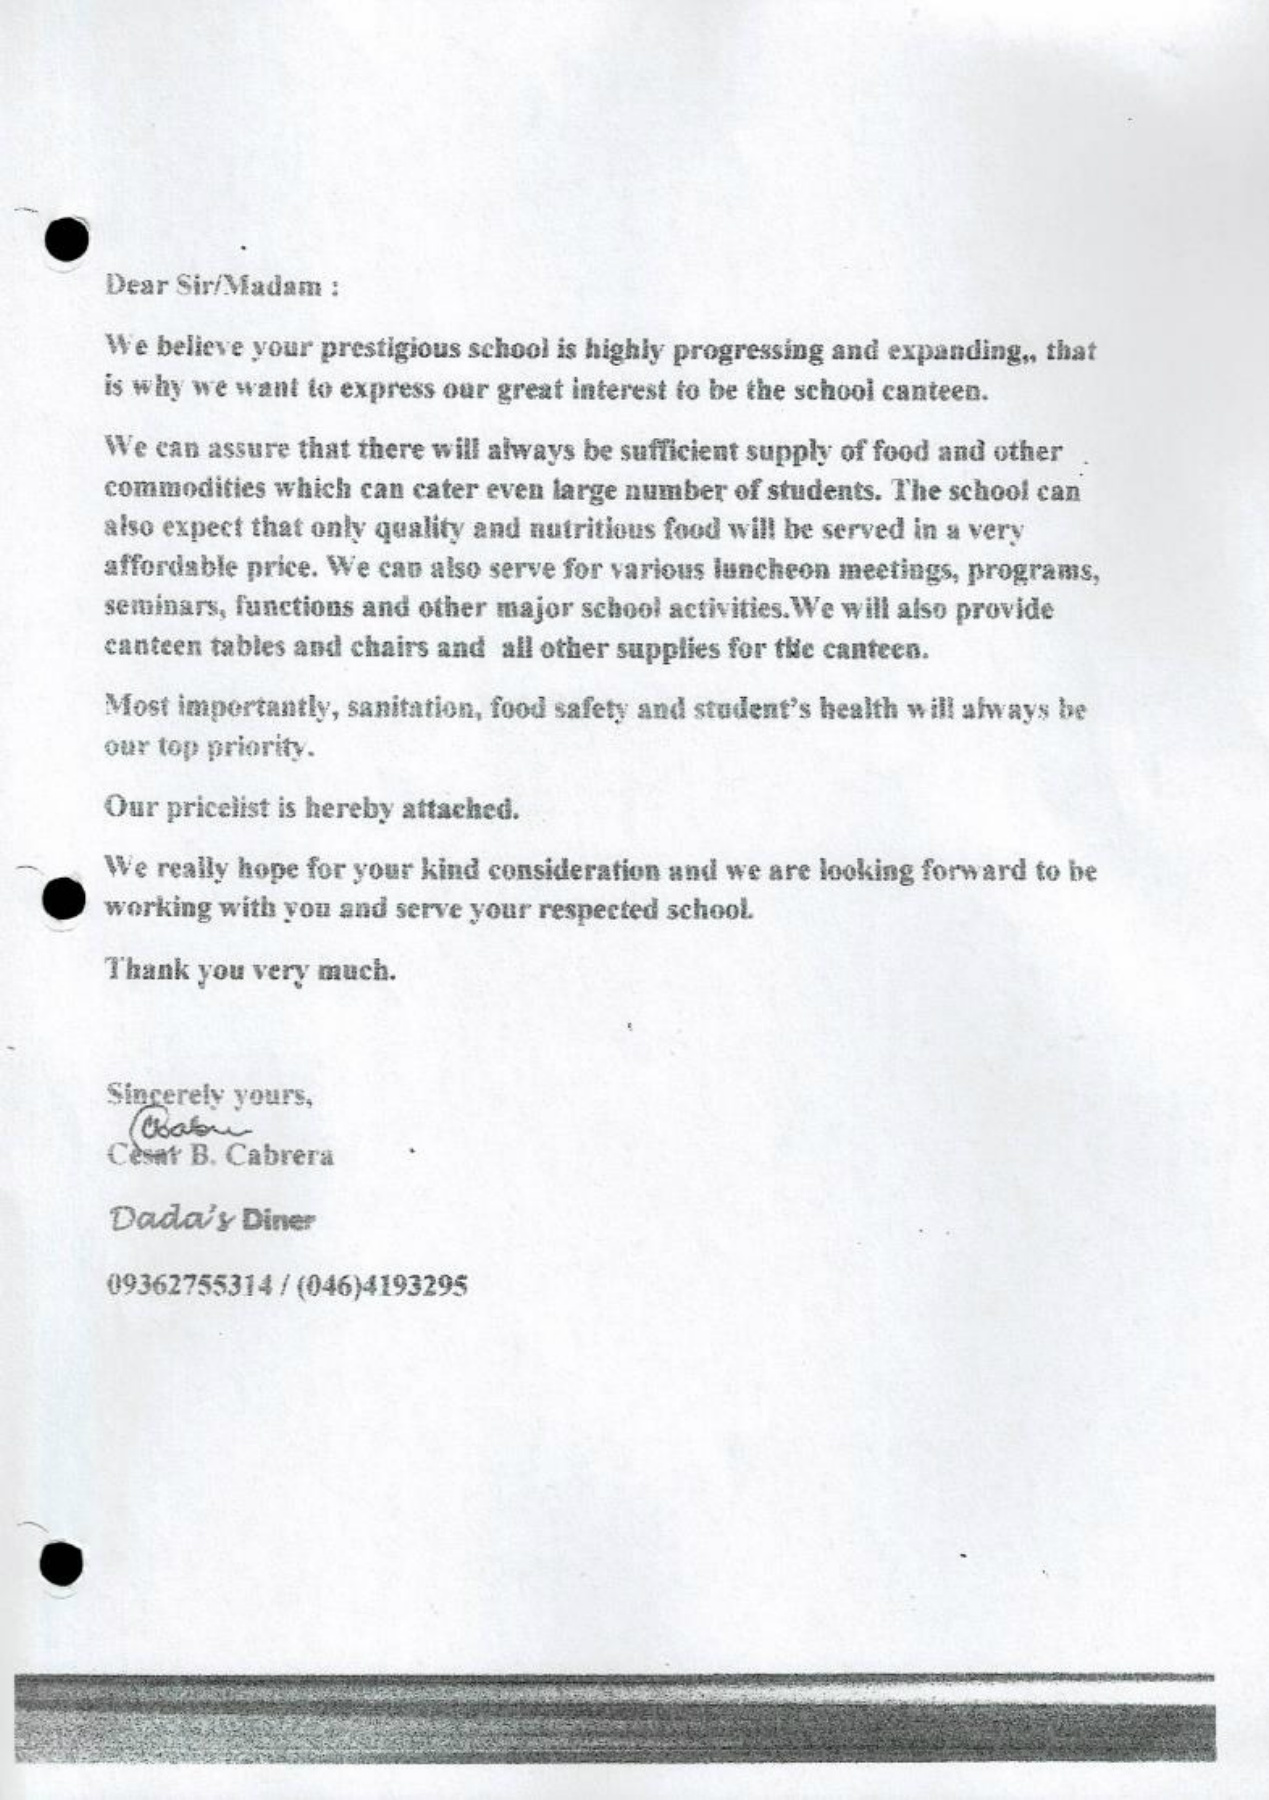 Dear Sir/Madam :
We believe your prestigious school is highly progressing and expanding,, that
is why we want to express our great interest to be the school canteen.
We can assure that there will always be sufficient supply of food and other
commodities which can cater even large number of students. The school can
also expect that only quality and nutritious food will be served in a very
affordable price. We can also serve for various luncheon meetings, programs,
seminars, functions and other major school activities.We will also provide
canteen tables and chairs and all other supplies for the canteen.
Most importantly, sanitation, food safety and student's health will always be
our top priority.
Our pricelist is hereby attached.
We really hope for your kind consideration and we are looking forward to be
working with you and serve your respected school.
Thank you very much.
Sincerely yours,
Cesar B. Cabrera
Dada's Diner
09362755314 / (046)4193295